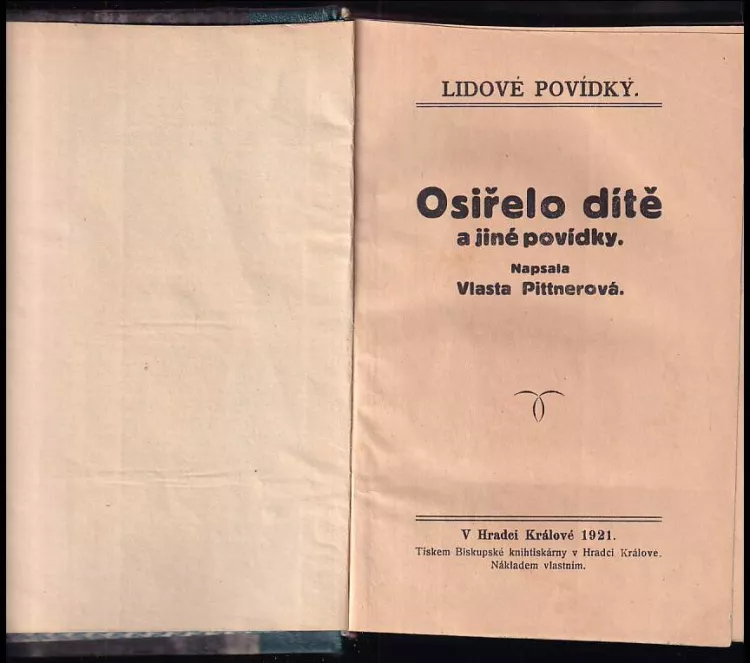 LIDOVÉ POVÍDKY.
Osiřelo dítě
a jiné povídky.
Napsala
Vlasta Pittnerová.
V Hradci Králové 1921.
Tiskem Biskupské knihtiskárny v Hradci Králové.
Nákladem vlastním.